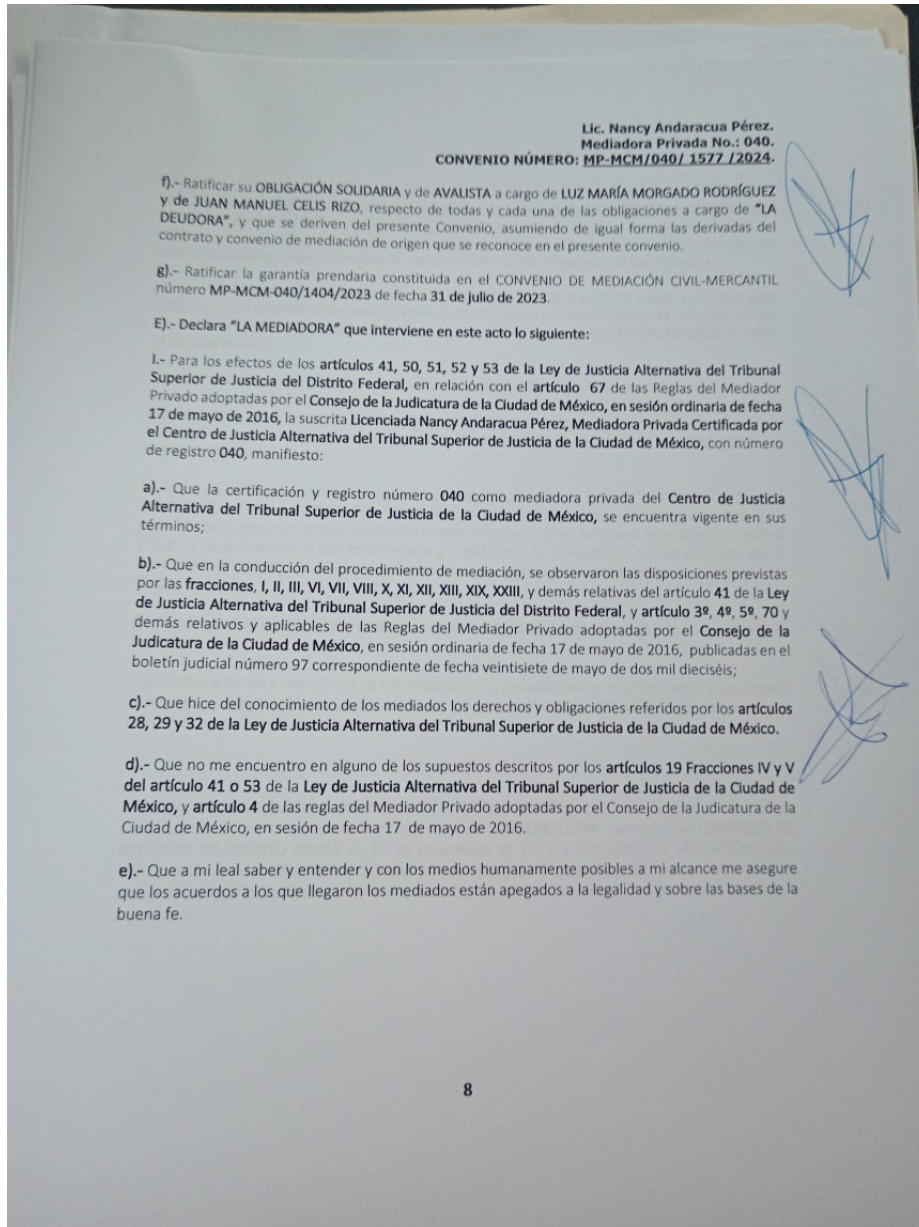 Lic. Nancy Andaracua Pérez.
Mediadora Privada No.: 040.
CONVENIO NÚMERO: MP-MCM/040/ 1577 /2024.
f).- Ratificar su OBLIGACIÓN SOLIDARIA y de AVALISTA a cargo de LUZ MARÍA MORGADO RODRÍGUEZ
y de JUAN MANUEL CELIS RIZO, respecto de todas y cada una de las obligaciones a cargo de "LA
DEUDORA", y que se deriven del presente Convenio, asumiendo de igual forma las derivadas del
contrato y convenio de mediación de origen que se reconoce en el presente convenio.
g).- Ratificar la garantía prendaria constituida en el CONVENIO DE MEDIACIÓN CIVIL-MERCANTIL
número MP-MCM-040/1404/2023 de fecha 31 de julio de 2023.
E).- Declara "LA MEDIADORA" que interviene en este acto lo siguiente:
I.- Para los efectos de los artículos 41, 50, 51, 52 y 53 de la Ley de Justicia Alternativa del Tribunal
Superior de Justicia del Distrito Federal, en relación con el artículo 67 de las Reglas del Mediador
Privado adoptadas por el Consejo de la Judicatura de la Ciudad de México, en sesión ordinaria de fecha
17 de mayo de 2016, la suscrita Licenciada Nancy Andaracua Pérez, Mediadora Privada Certificada por
el Centro de Justicia Alternativa del Tribunal Superior de Justicia de la Ciudad de México, con número
de registro 040, manifiesto:
a).- Que la certificación y registro número 040 como mediadora privada del Centro de Justicia
Alternativa del Tribunal Superior de Justicia de la Ciudad de México, se encuentra vigente en sus
términos;
b).- Que en la conducción del procedimiento de mediación, se observaron las disposiciones previstas
por las fracciones, I, II, III, VI, VII, VIII, X, XI, XII, XIII, XIX, XXIII, y demás relativas del artículo 41 de la Ley
de Justicia Alternativa del Tribunal Superior de Justicia del Distrito Federal, y artículo 3º, 4º, 5º, 70 y
demás relativos y aplicables de las Reglas del Mediador Privado adoptadas por el Consejo de la
Judicatura de la Ciudad de México, en sesión ordinaria de fecha 17 de mayo de 2016, publicadas en el
boletín judicial número 97 correspondiente de fecha veintisiete de mayo de dos mil dieciséis;
c).- Que hice del conocimiento de los mediados los derechos y obligaciones referidos por los artículos
28, 29 y 32 de la Ley de Justicia Alternativa del Tribunal Superior de Justicia de la Ciudad de México.
d).- Que no me encuentro en alguno de los supuestos descritos por los artículos 19 Fracciones IV y V
del artículo 41 o 53 de la Ley de Justicia Alternativa del Tribunal Superior de Justicia de la Ciudad de
México, y artículo 4 de las reglas del Mediador Privado adoptadas por el Consejo de la Judicatura de la
Ciudad de México, en sesión de fecha 17 de mayo de 2016.
e).- Que a mi leal saber y entender y con los medios humanamente posibles a mi alcance me asegure
que los acuerdos a los que llegaron los mediados están apegados a la legalidad y sobre las bases de la
buena fe.
8